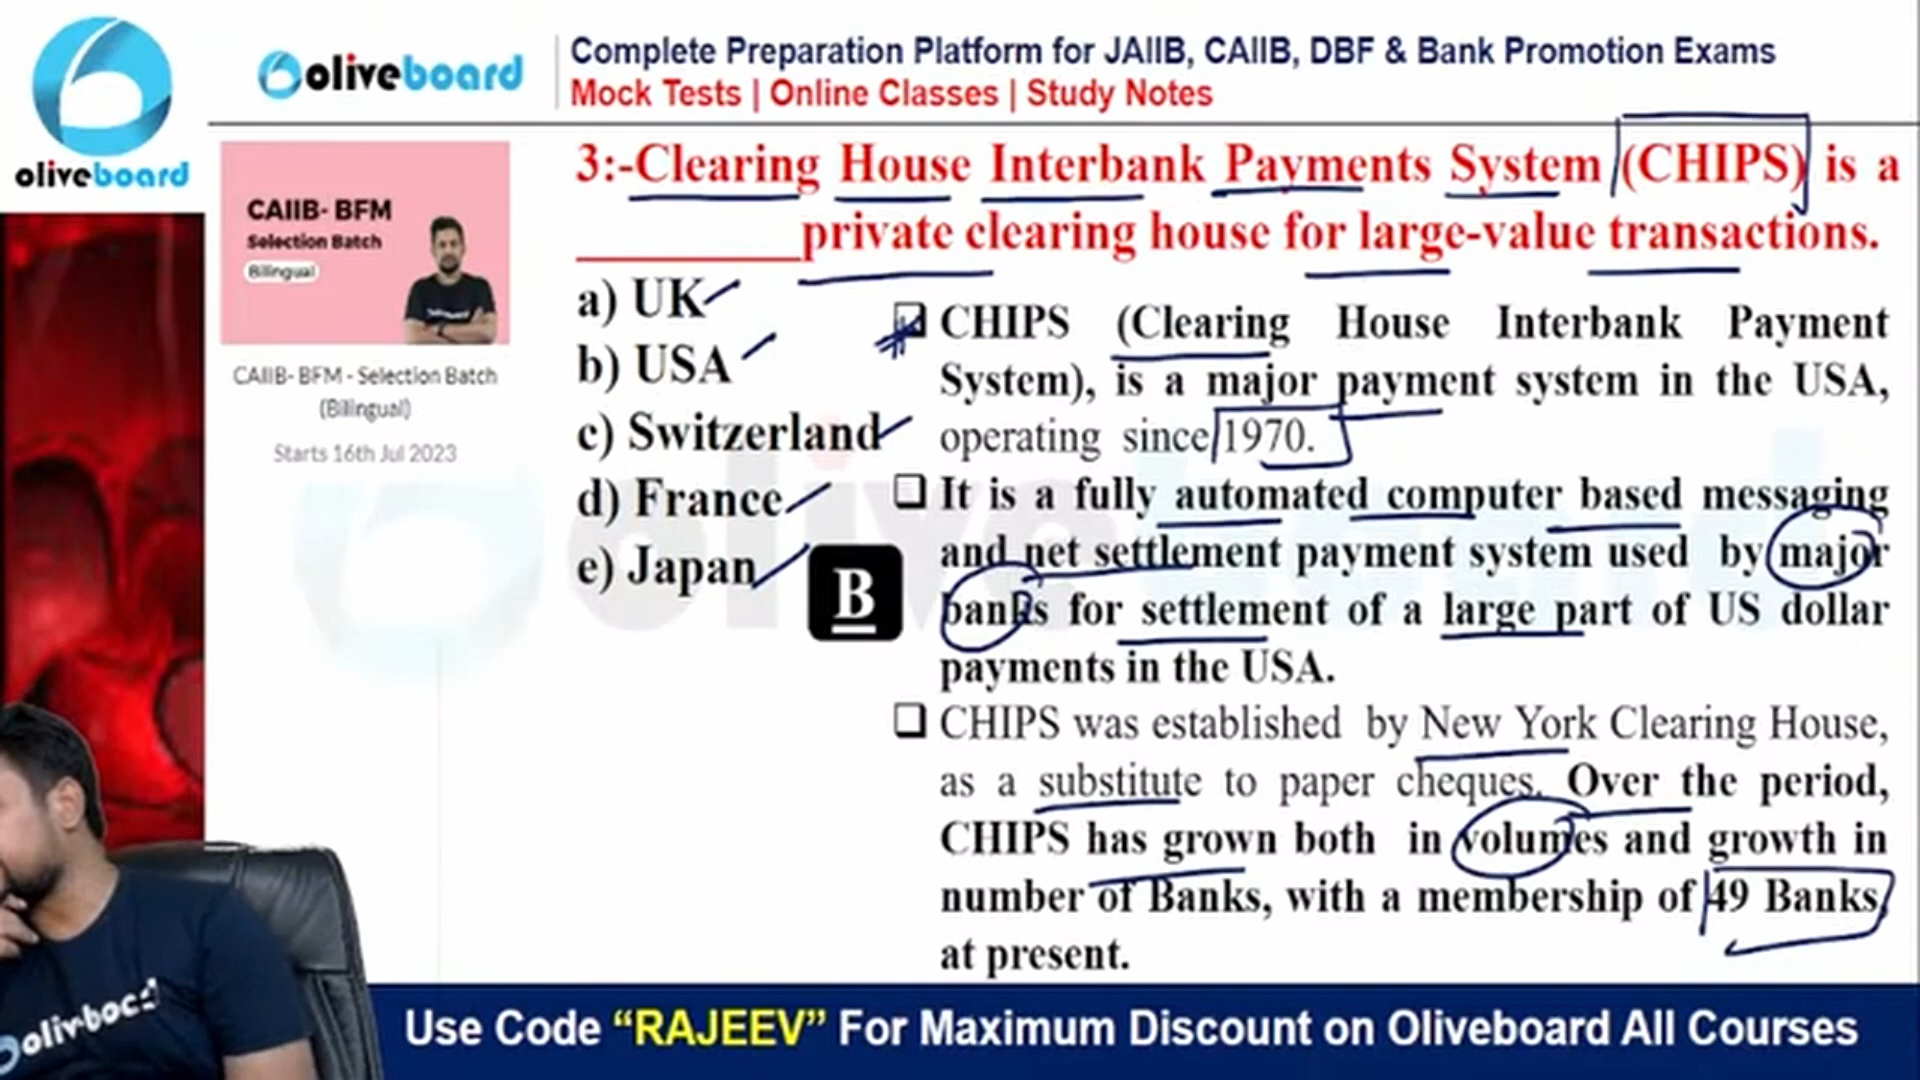 oliveboard
oliveboard
Complete Preparation Platform for JAIIB, CAIIB, DBF & Bank Promotion Exams
Mock Tests | Online Classes | Study Notes
CAIIB- BFM
Selection Batch
Bilingual
CAIIB- BFM - Selection Batch
(Bilingual)
Starts 16th Jul 2023
3:-Clearing House Interbank Payments System (CHIPS) is a
_________private clearing house for large-value transactions.
a) UK
b) USA
c) Switzerland
d) France
e) Japan
B
CHIPS (Clearing House Interbank Payment
System), is a major payment system in the USA,
operating since 1970.
It is a fully automated computer based messaging
and net settlement payment system used by major
banks for settlement of a large part of US dollar
payments in the USA.
CHIPS was established by New York Clearing House,
as a substitute to paper cheques. Over the period,
CHIPS has grown both in volumes and growth in
number of Banks, with a membership of 49 Banks,
at present.
oliveboard
Use Code “RAJEEV” For Maximum Discount on Oliveboard All Courses